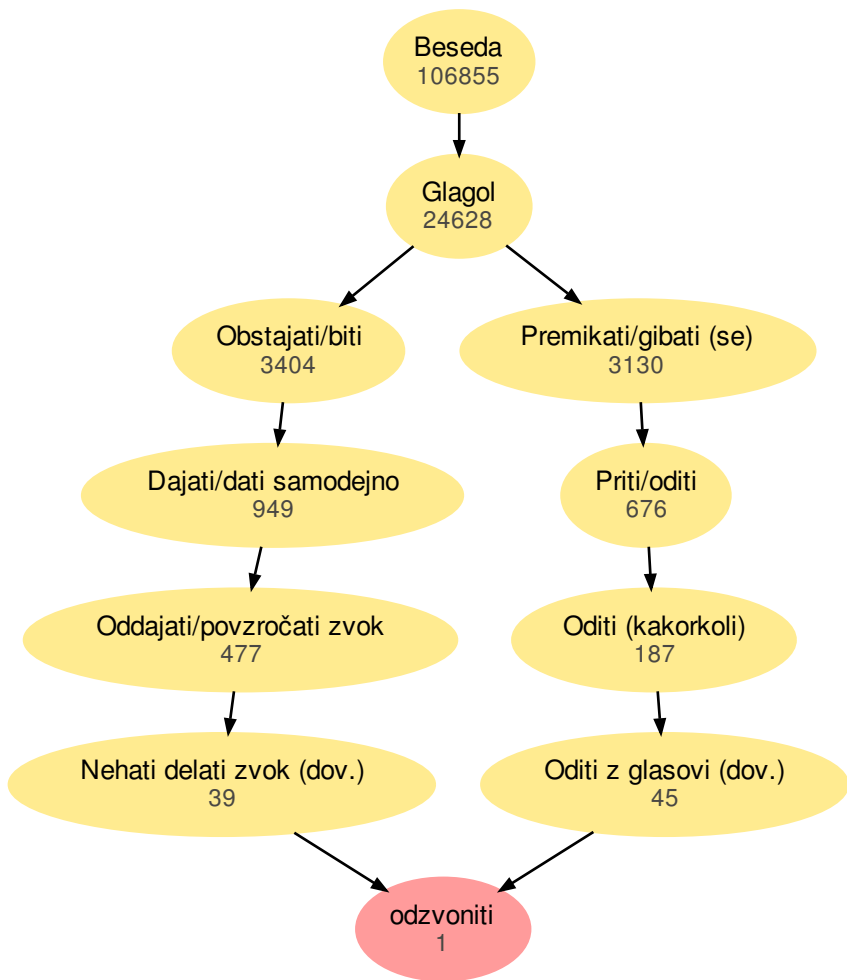 Beseda
106855
Glagol
24628
Obstajati/biti
3404
Premikati/gibati (se)
3130
Dajati/dati samodejno
949
Priti/oditi
676
Oddajati/povzročati zvok
477
Oditi (kakorkoli)
187
Nehati delati zvok (dov.)
39
Oditi z glasovi (dov.)
45
odzvoniti
1